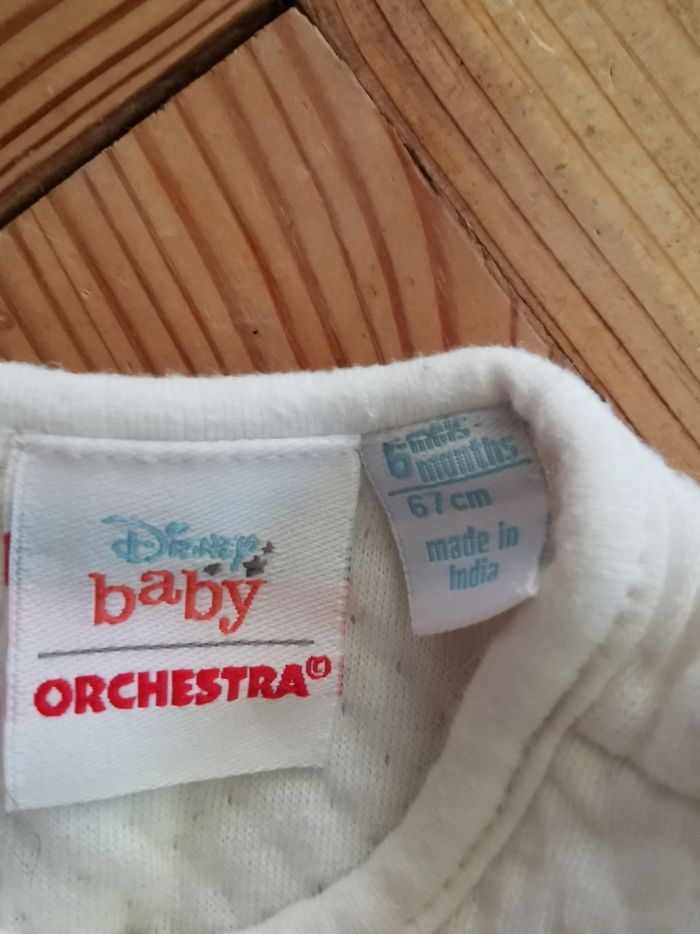 Disney
baby
ORCHESTRA©
6 mois
months
67 cm
made in
India